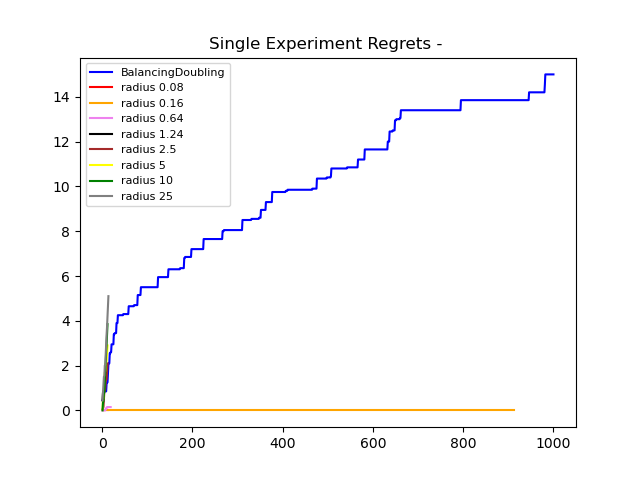 Single Experiment Regrets -
BalancingDoubling
radius 0.08
radius 0.16
radius 0.64
radius 1.24
radius 2.5
radius 5
radius 10
radius 25
14
12
10
8
6
4
2
0
0 200 400 600 800 1000